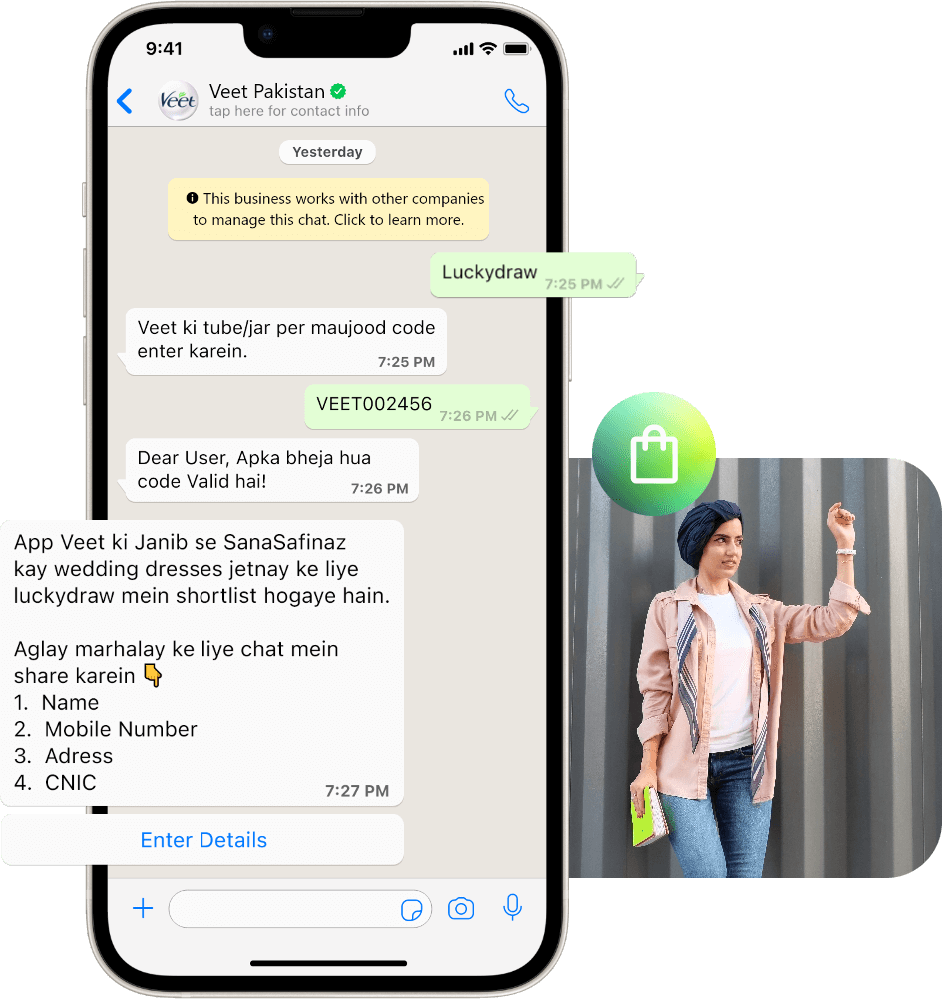 9:41
Veet
Veet Pakistan
tap here for contact info
Yesterday
This business works with other companies
to manage this chat. Click to learn more.
Luckydraw
7:25 PM
Veet ki tube/jar per maujood code
enter karein.
7:25 PM
VEET002456
7:26 PM
Dear User, Apka bheja hua
code Valid hai!
7:26 PM
App Veet ki Janib se SanaSafinaz
kay wedding dresses jetnay ke liye
luckydraw mein shortlist hogaye hain.
Aglay marhalay ke liye chat mein
share karein 👇
1. Name
2. Mobile Number
3. Adress
4. CNIC
7:27 PM
Enter Details